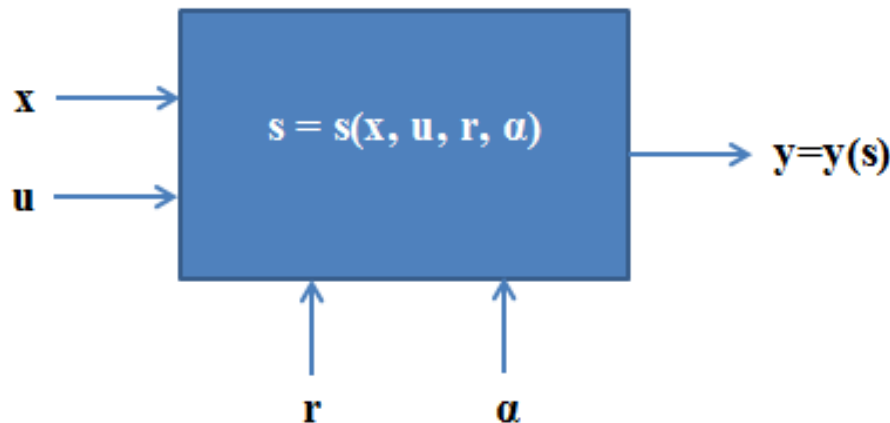 x
s = s(x, u, r, α)
y=y(s)
u
r
α